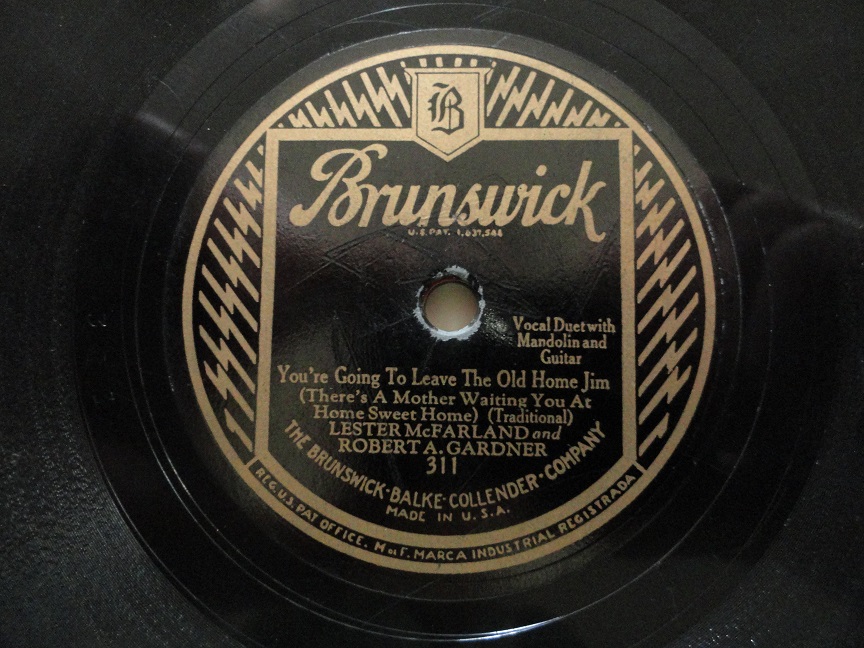 B
Brunswick
U.S. PAT. 1,637,544
Vocal Duet with
Mandolin and
Guitar
You're Going To Leave The Old Home Jim
(There's A Mother Waiting You At
Home Sweet Home) (Traditional)
LESTER McFARLAND and
ROBERT A. GARDNER
311
THE BRUNSWICK-BALKE-COLLENDER-COMPANY
MADE IN U.S.A.
REG. U.S. PAT OFFICE. M de F. MARCA INDUSTRIAL REGISTRADA